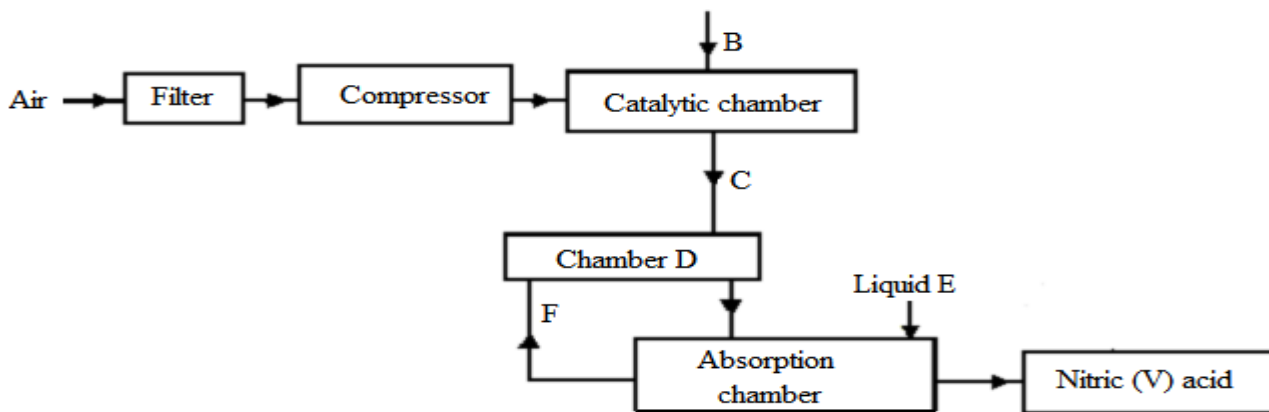 B
Air
Filter
Compressor
Catalytic chamber
C
Chamber D
Liquid E
F
Absorption
chamber
Nitric (V) acid